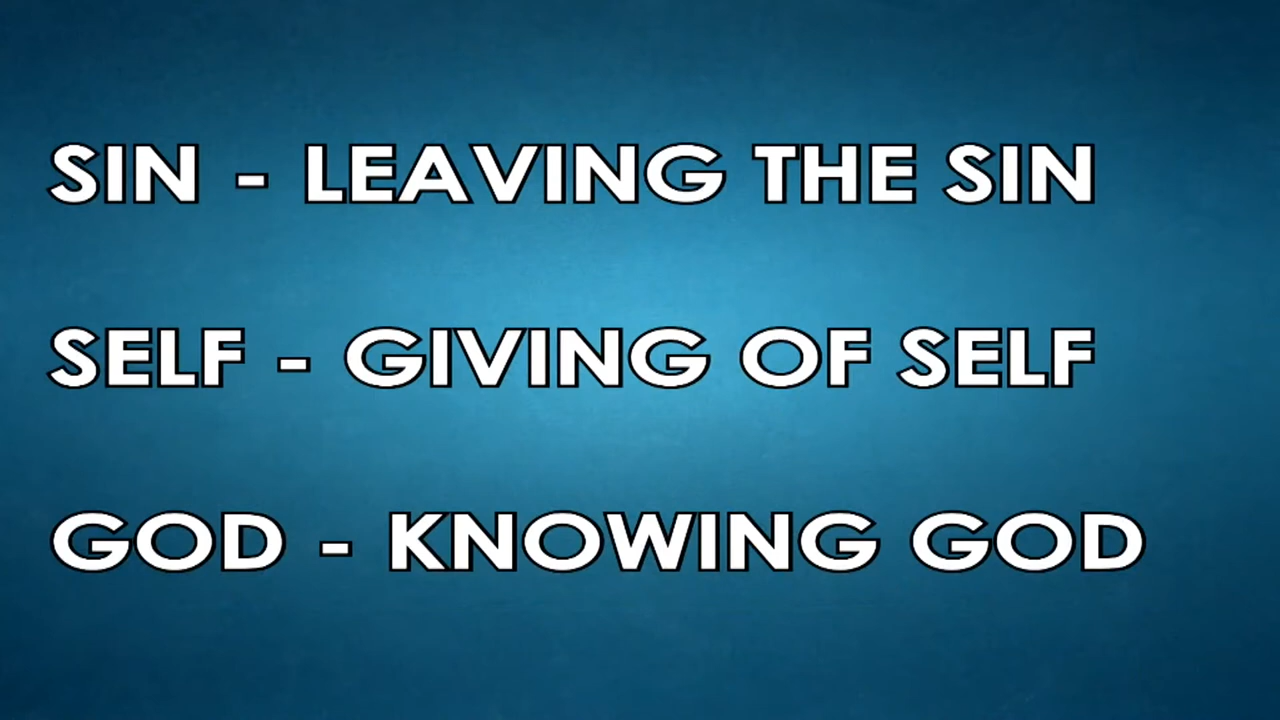 SIN - LEAVING THE SIN
SELF - GIVING OF SELF
GOD - KNOWING GOD